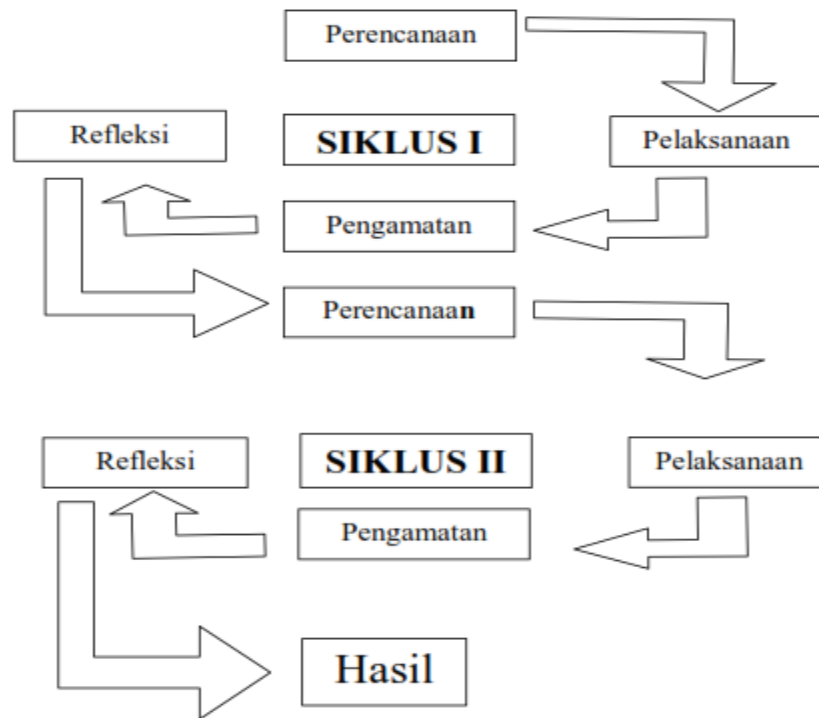 Perencanaan
Refleksi
SIKLUS I
Pelaksanaan
Pengamatan
Perencanaan
Refleksi
SIKLUS II
Pelaksanaan
Pengamatan
Hasil